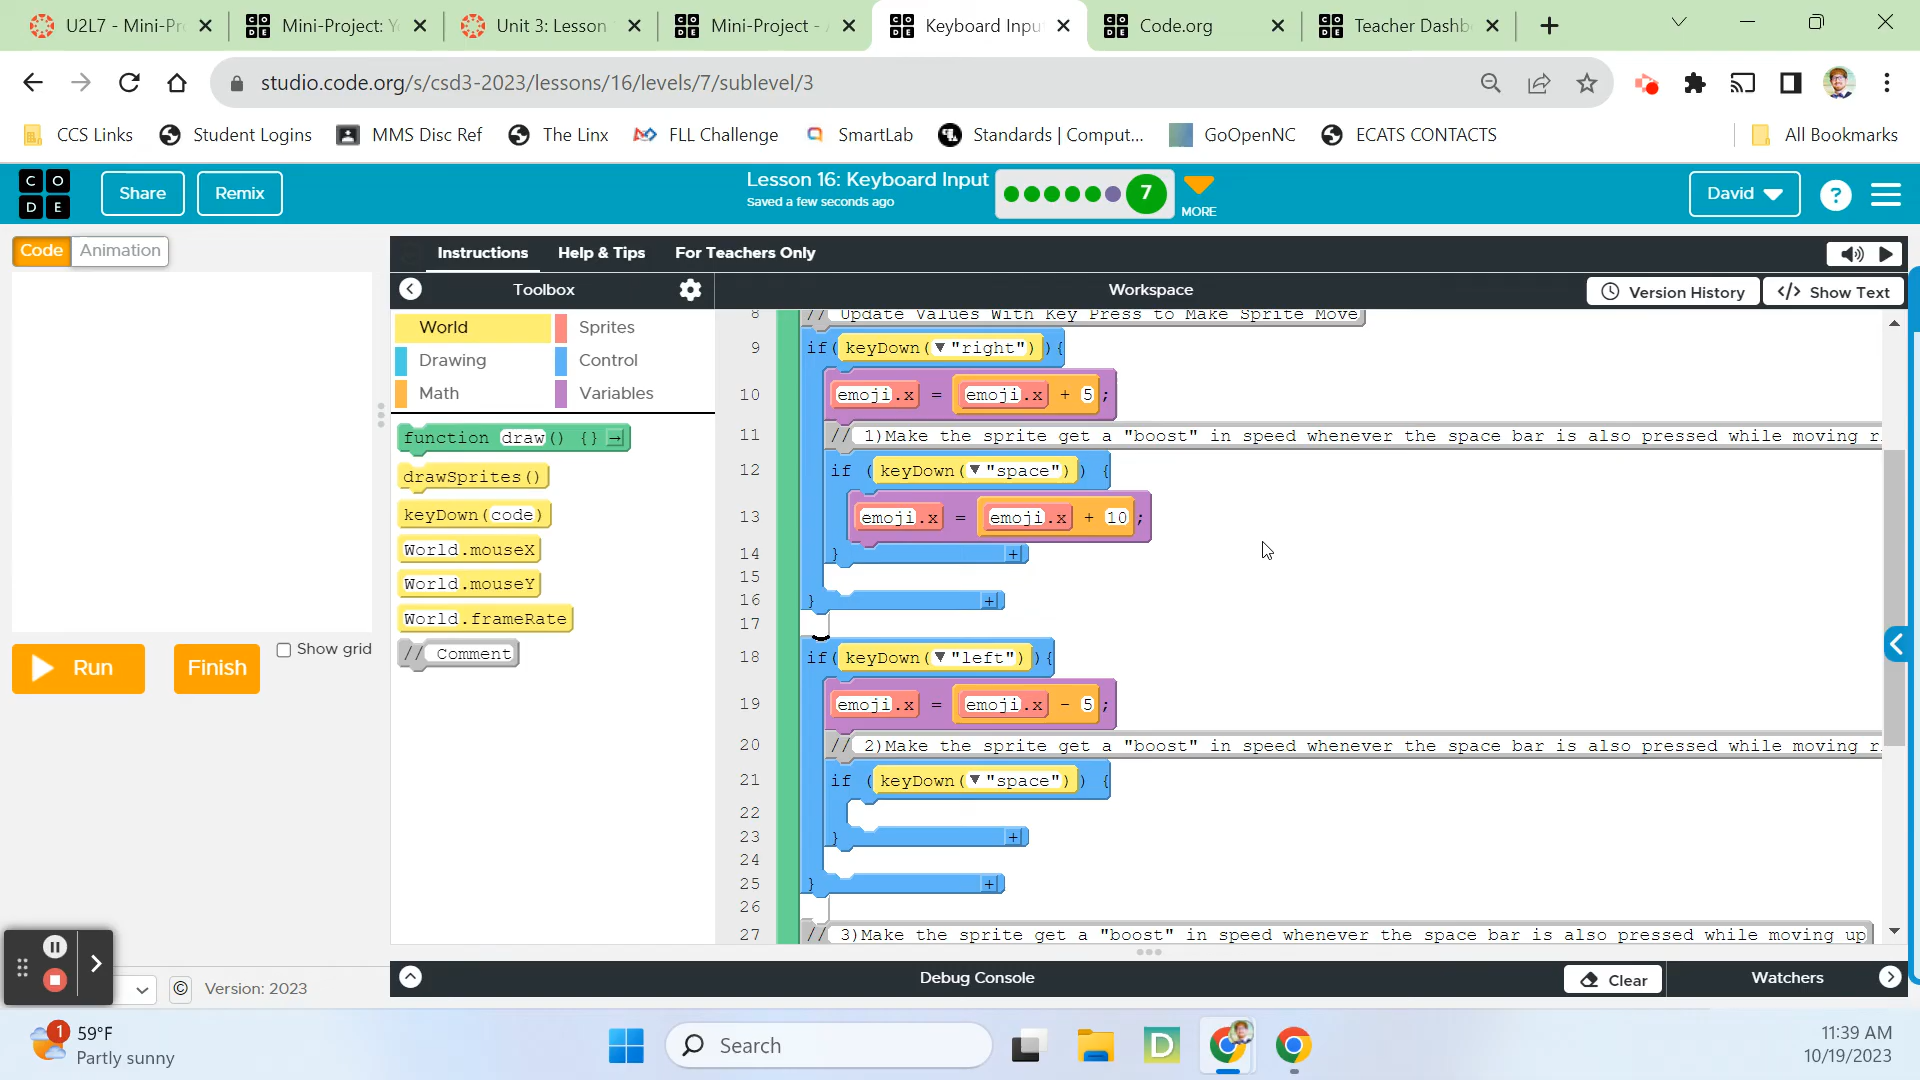 U2L7 - Mini-Pr
Mini-Project: Y
Unit 3: Lesson
Mini-Project - A
Keyboard Inpu
Code.org
Teacher Dashb
studio.code.org/s/csd3-2023/lessons/16/levels/7/sublevel/3
CCS Links
Student Logins
MMS Disc Ref
The Linx
FLL Challenge
SmartLab
Standards | Comput...
GoOpenNC
ECATS CONTACTS
All Bookmarks
C O
D E
Share
Remix
Lesson 16: Keyboard Input
Saved a few seconds ago
7
MORE
David
?
Code
Animation
Instructions
Help & Tips
For Teachers Only
Toolbox
Workspace
Version History
</> Show Text
World
Sprites
Drawing
Control
Math
Variables
function draw() {} →
drawSprites()
keyDown(code)
World.mouseX
World.mouseY
World.frameRate
// Comment
8 // Update Values With Key Press to Make Sprite Move
9 if(keyDown(▼"right")){
10 emoji.x = emoji.x + 5;
11 // 1)Make the sprite get a "boost" in speed whenever the space bar is also pressed while moving r
12 if (keyDown(▼"space")) {
13 emoji.x = emoji.x + 10;
14 } +
15
16 } +
17
18 if(keyDown(▼"left")){
19 emoji.x = emoji.x - 5;
20 // 2)Make the sprite get a "boost" in speed whenever the space bar is also pressed while moving r
21 if (keyDown(▼"space")) {
22
23 } +
24
25 } +
26
27 // 3)Make the sprite get a "boost" in speed whenever the space bar is also pressed while moving up
Run
Finish
Show grid
© Version: 2023
Debug Console
Clear
Watchers
1
59°F
Partly sunny
Search
D
11:39 AM
10/19/2023